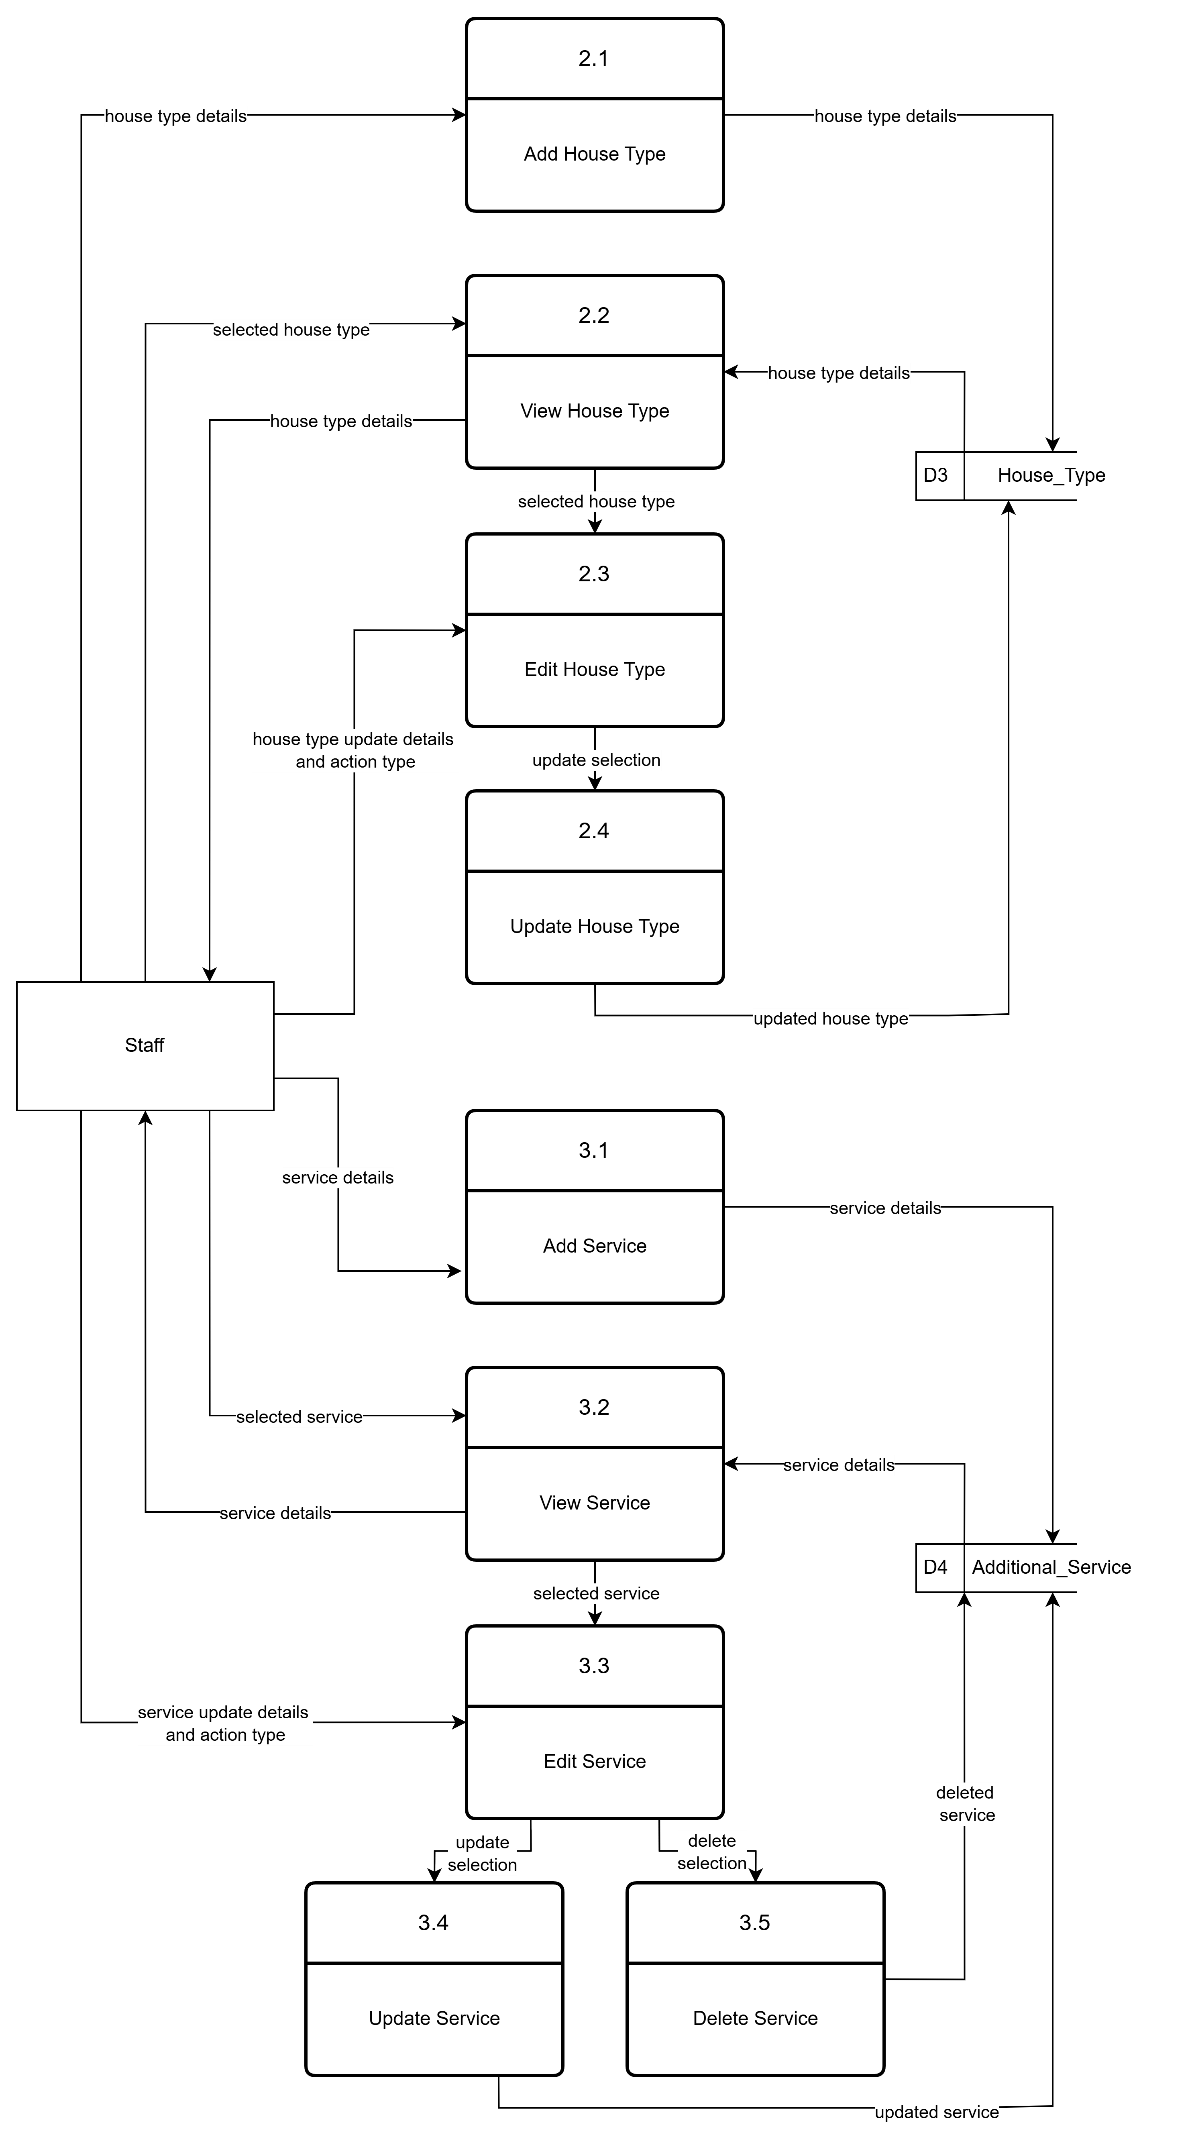 2.1
house type details
house type details
Add House Type
2.2
selected house type
house type details
View House Type
house type details
D3
House_Type
selected house type
2.3
Edit House Type
house type update details
and action type
update selection
2.4
Update House Type
updated house type
Staff
3.1
service details
service details
Add Service
3.2
selected service
service details
View Service
service details
D4
Additional_Service
selected service
3.3
service update details
and action type
Edit Service
deleted
service
update
selection
delete
selection
3.4
3.5
Update Service
Delete Service
updated service